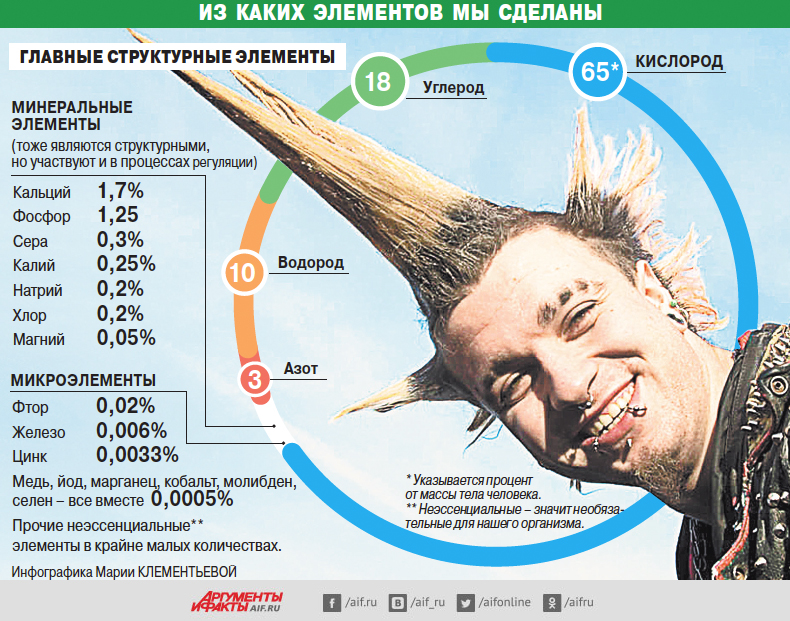 ИЗ КАКИХ ЭЛЕМЕНТОВ МЫ СДЕЛАНЫ
ГЛАВНЫЕ СТРУКТУРНЫЕ ЭЛЕМЕНТЫ
65* КИСЛОРОД
18 Углерод
10 Водород
3 Азот
МИНЕРАЛЬНЫЕ
ЭЛЕМЕНТЫ
(тоже являются структурными,
но участвуют и в процессах регуляции)
Кальций 1,7%
Фосфор 1,25
Сера 0,3%
Калий 0,25%
Натрий 0,2%
Хлор 0,2%
Магний 0,05%
МИКРОЭЛЕМЕНТЫ
Фтор 0,02%
Железо 0,006%
Цинк 0,0033%
Медь, йод, марганец, кобальт, молибден,
селен – все вместе 0,0005%
Прочие неэссенциальные**
элементы в крайне малых количествах.
* Указывается процент
от массы тела человека.
** Неэссенциальные – значит необяза-
тельные для нашего организма.
Инфографика Марии КЛЕМЕНТЬЕВОЙ
АРГУМЕНТЫ
И ФАКТЫ AIF.RU
f /aif.ru
B /aif_ru
/aifonline
/aifru